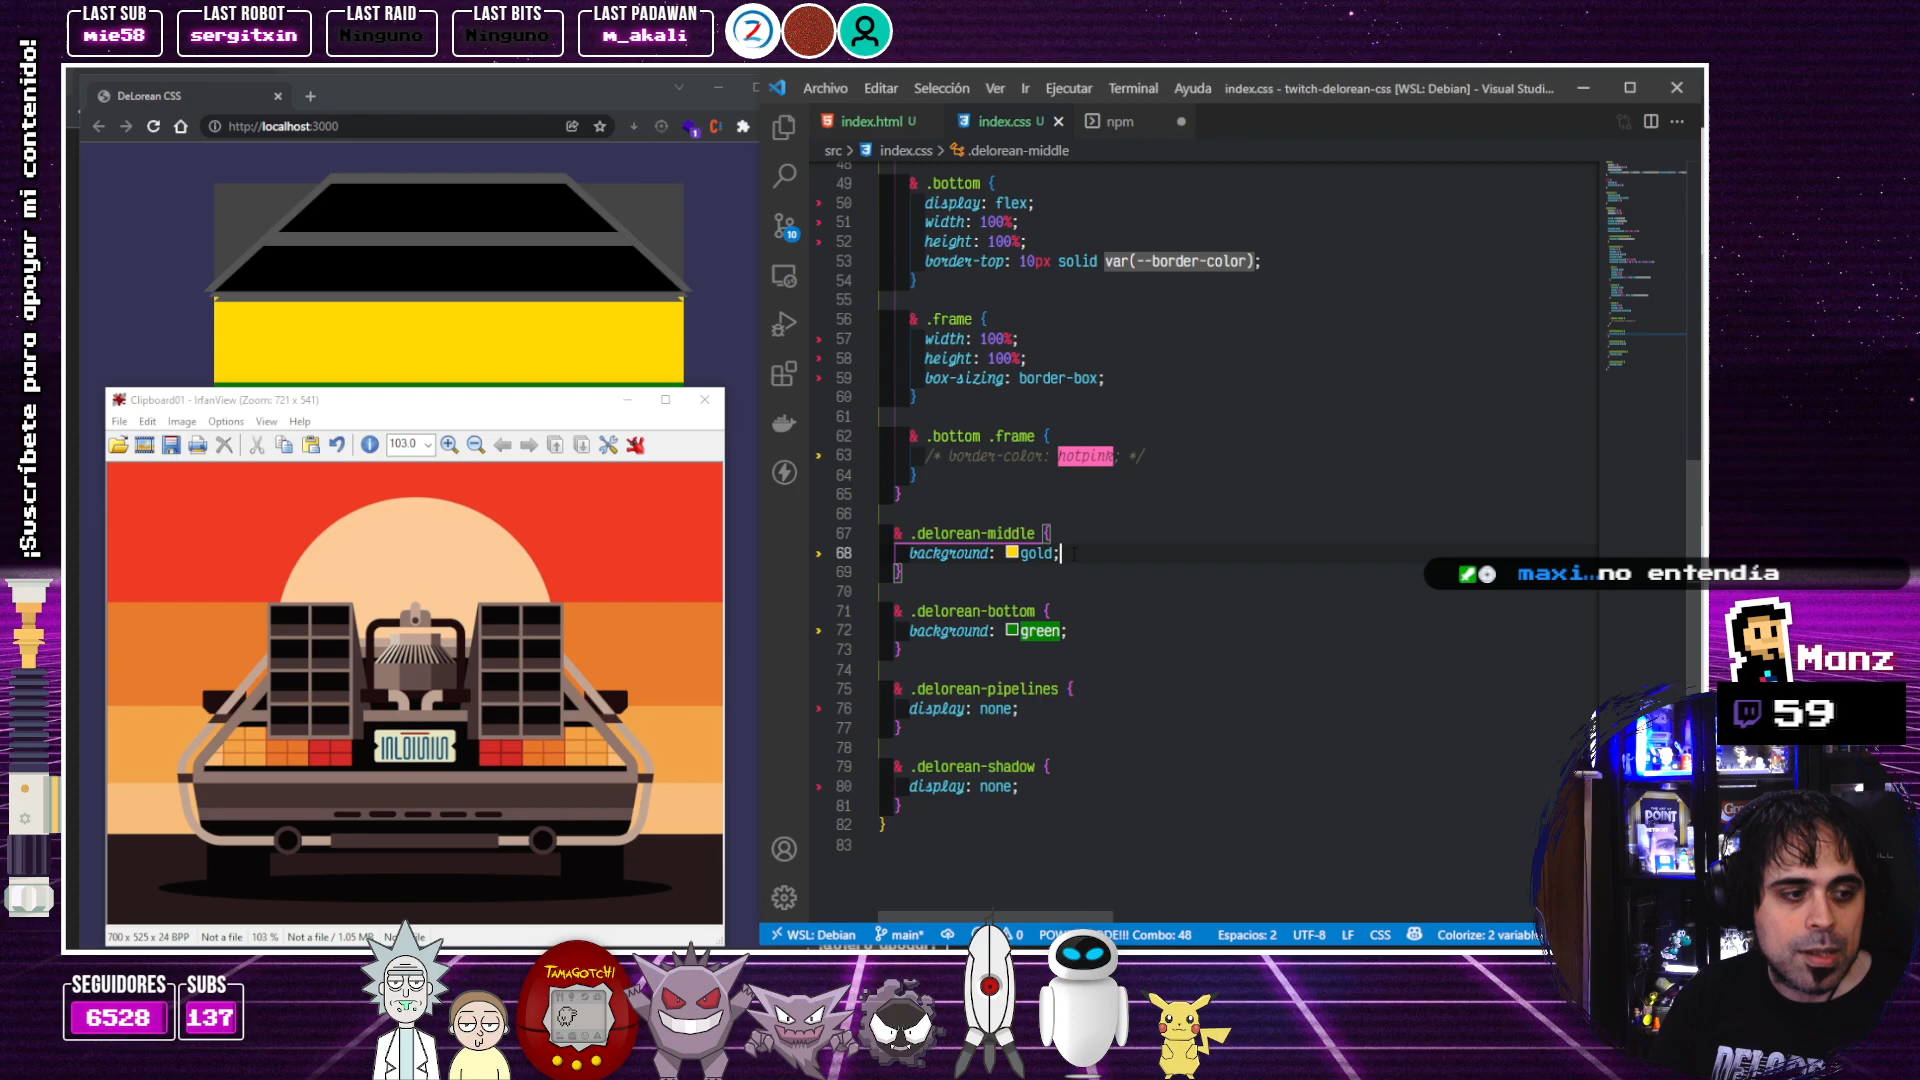 LAST SUB
mie58
LAST ROBOT
sergitxin
LAST RAID
Ninguno
LAST BITS
Ninguno
LAST PADAWAN
m_akali
¡Suscríbete para apoyar mi contenido!
DeLorean CSS
http://localhost:3000
Archivo Editar Selección Ver Ir Ejecutar Terminal Ayuda index.css - twitch-delorean-css [WSL: Debian] - Visual Studi...
index.html U index.css U npm
src > index.css > .delorean-middle
48
49 & .bottom {
50 display: flex;
51 width: 100%;
52 height: 100%;
53 border-top: 10px solid var(--border-color);
54 }
55
56 & .frame {
57 width: 100%;
58 height: 100%;
59 box-sizing: border-box;
60 }
61
62 & .bottom .frame {
63 /* border-color: hotpink; */
64 }
65 }
66
67 & .delorean-middle {
68 background: gold;
69 }
70
71 & .delorean-bottom {
72 background: green;
73 }
74
75 & .delorean-pipelines {
76 display: none;
77 }
78
79 & .delorean-shadow {
80 display: none;
81 }
82 }
83
10
Clipboard01 - IrfanView (Zoom: 721 x 541)
File Edit Image Options View Help
103.0
700 x 525 x 24 BPP Not a file 103 % Not a file / 1.05 MB
WSL: Debian main* 0 Combo: 48 Espacios: 2 UTF-8 LF CSS Colorize: 2 variabl
maxi...no entendía
Manz
59
THE ART OF
POINT
SEGUIDORES
6528
SUBS
137
TAMAGOTCHI